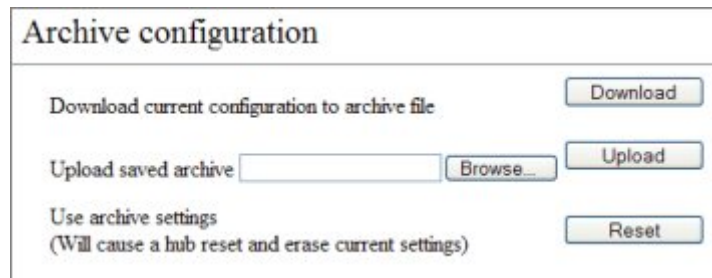 Archive configuration
Download current configuration to archive file Download
Upload saved archive Browse... Upload
Use archive settings
(Will cause a hub reset and erase current settings) Reset